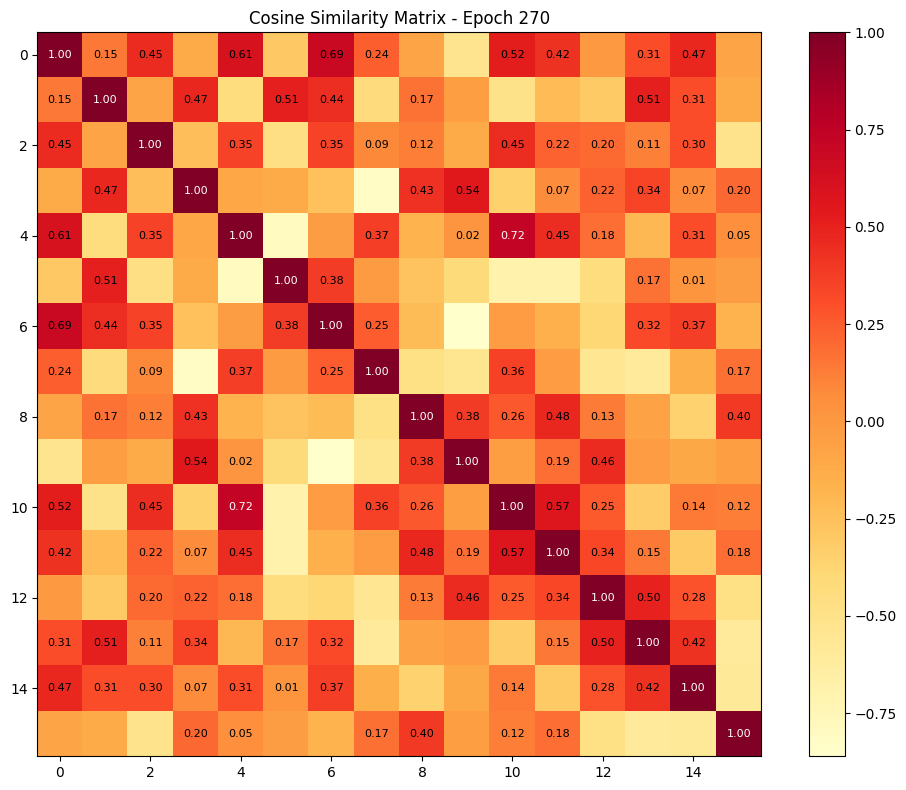 Cosine Similarity Matrix - Epoch 270
0 1.00 0.15 0.45 0.61 0.69 0.24 0.52 0.42 0.31 0.47
0.15 1.00 0.47 0.51 0.44 0.17 0.51 0.31
2 0.45 1.00 0.35 0.35 0.09 0.12 0.45 0.22 0.20 0.11 0.30
0.47 1.00 0.43 0.54 0.07 0.22 0.34 0.07 0.20
4 0.61 0.35 1.00 0.37 0.02 0.72 0.45 0.18 0.31 0.05
0.51 1.00 0.38 0.17 0.01
6 0.69 0.44 0.35 0.38 1.00 0.25 0.32 0.37
0.24 0.09 0.37 0.25 1.00 0.36 0.17
8 0.17 0.12 0.43 1.00 0.38 0.26 0.48 0.13 0.40
0.54 0.02 0.38 1.00 0.19 0.46
10 0.52 0.45 0.72 0.36 0.26 1.00 0.57 0.25 0.14 0.12
0.42 0.22 0.07 0.45 0.48 0.19 0.57 1.00 0.34 0.15 0.18
12 0.20 0.22 0.18 0.13 0.46 0.25 0.34 1.00 0.50 0.28
0.31 0.51 0.11 0.34 0.17 0.32 0.15 0.50 1.00 0.42
14 0.47 0.31 0.30 0.07 0.31 0.01 0.37 0.14 0.28 0.42 1.00
0.20 0.05 0.17 0.40 0.12 0.18 1.00
0 2 4 6 8 10 12 14
1.00
0.75
0.50
0.25
0.00
−0.25
−0.50
−0.75